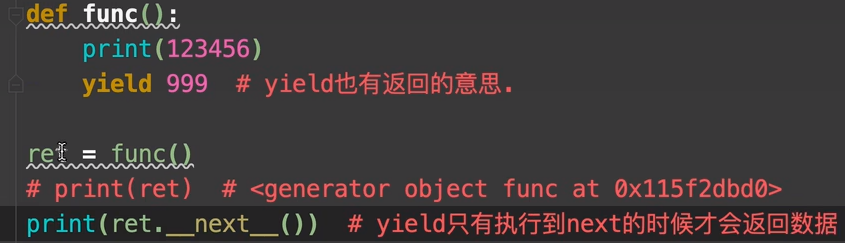 def func():
    print(123456)
    yield 999  # yield也有返回的意思.
ret = func()
# print(ret)  # <generator object func at 0x115f2dbd0>
print(ret.__next__())  # yield只有执行到next的时候才会返回数据